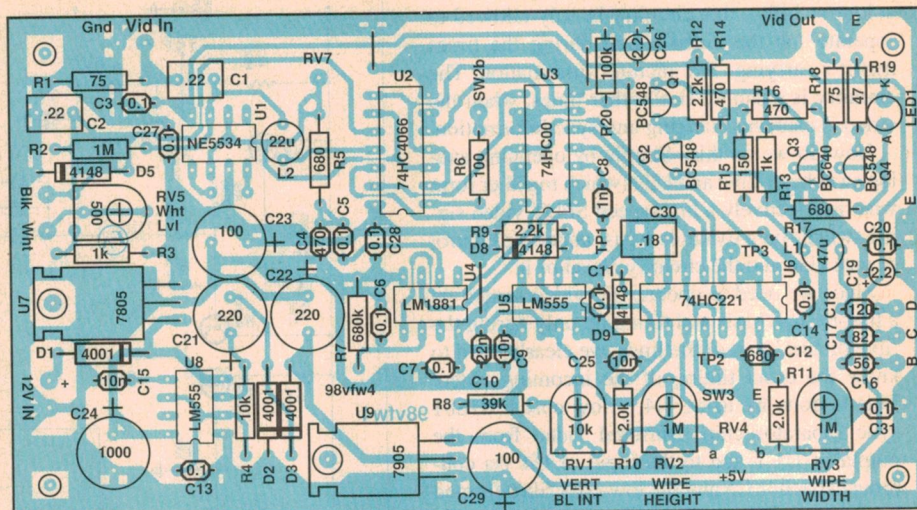 Gnd Vid In
Vid Out E
R1 75
.22 C1
.22 C2
C3 0.1
C27 0.1
R2 1M
4148 D5
NE5534 U1
22u L2
RV7
680 R5
U2 74HC4066
SW2b
R6 100
U3 74HC00
100k R20
2.2 + C26
Q1 BC548
R12 2.2k
R14 470
R16 470
R18 75
R19 47
K A LED1
Q2 BC548
R15 150
1k R13
Q3 BC640
BC548 Q4
680 R17
Blk
Wht
500 RV5 Wht Lvl
1k R3
100 C23
C4 470
C5 0.1
C28 0.1
R9 2.2k
D8 4148
C8 1n
TP1
C30 .18
TP3
L1 47u
C20 0.1
C19 2.2 +
E
U7 7805
C21 220
C22 220
R7 680k
C6 0.1
LM1881 U4
U5 LM555
C11 0.1
4148 D9
74HC221 U6
0.1 C14
C18 120
C17 82
56 C16
D
C
B
D1 4001
12V IN +
10n C15
C24 1000
U8 LM555
C13 0.1
R4 10k
D2 4001
D3 4001
98vfw4
98vfw
U9 7905
C7 0.1
22n C10
10n C9
R8 39k
C29 100
C25 10n
10k RV1
VERT BL INT
R10 2.0k
1M RV2
WIPE HEIGHT
TP2
680 C12
SW3 E
RV4
a b
+5V
R11 2.0k
1M RV3
WIPE WIDTH
0.1 C31